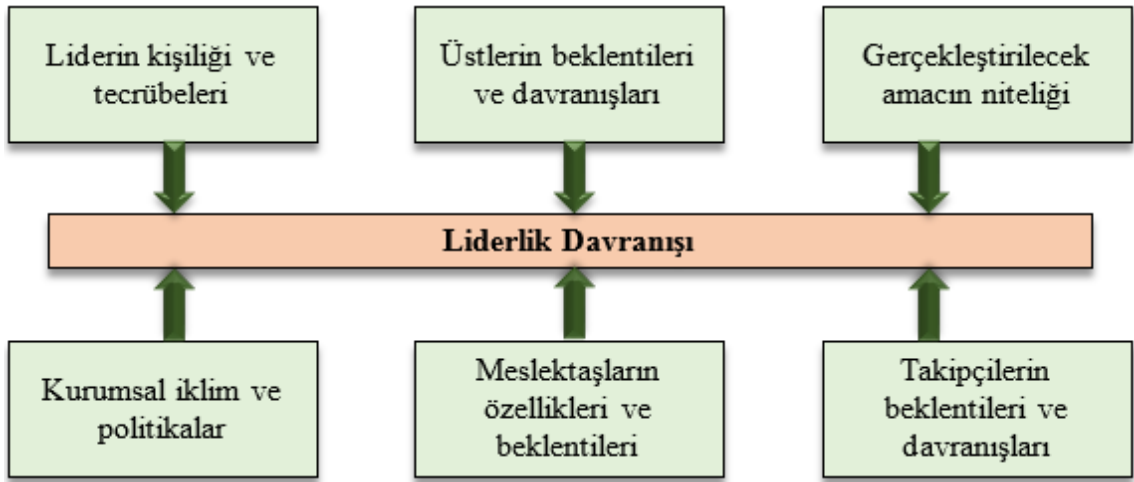 Liderin kişiliği ve
tecrübeleri
Üstlerin beklentileri
ve davranışları
Gerçekleştirilecek
amacın niteliği
Liderlik Davranışı
Kurumsal iklim ve
politikalar
Meslektaşların
özellikleri ve
beklentileri
Takipçilerin
beklentileri ve
davranışları